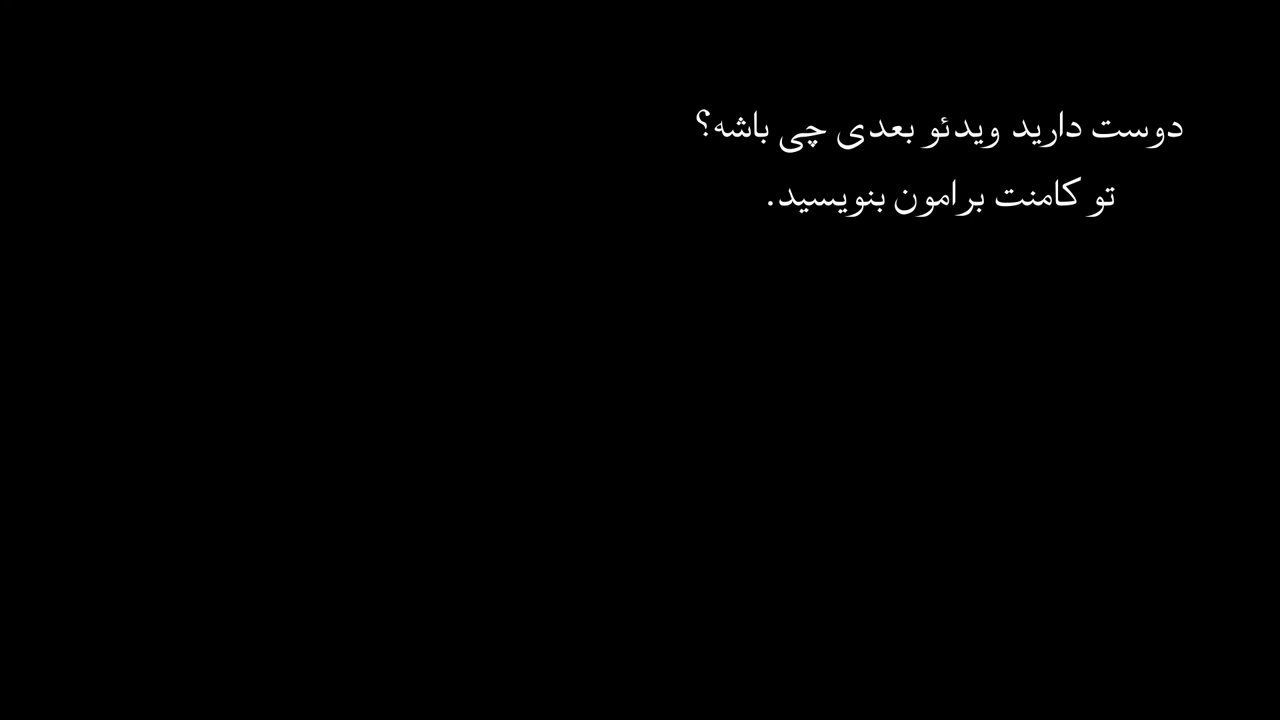 دوست دارید ویدئو بعدی چی باشه؟
تو کامنت برامون بنویسید.